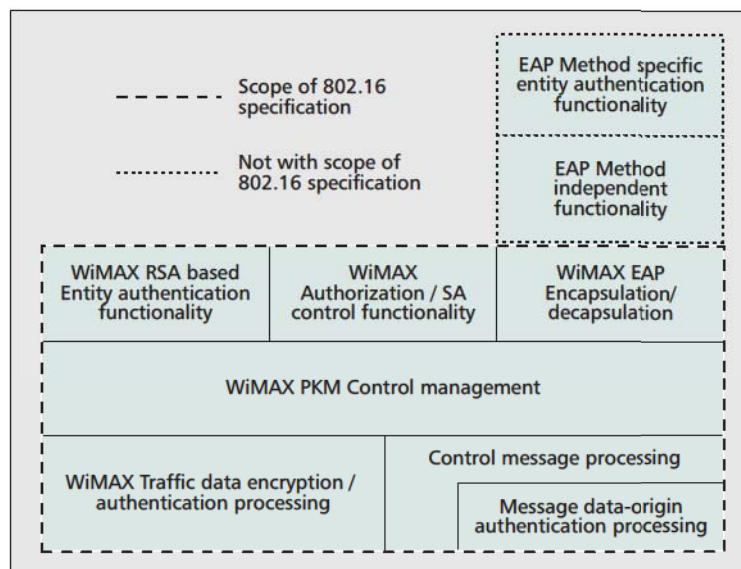 Scope of 802.16
specification
Not with scope of
802.16 specification
EAP Method specific
entity authentication
functionality
EAP Method
independent
functionality
WiMAX RSA based
Entity authentication
functionality
WiMAX
Authorization / SA
control functionality
WiMAX EAP
Encapsulation/
decapsulation
WiMAX PKM Control management
WiMAX Traffic data encryption /
authentication processing
Control message processing
Message data-origin
authentication processing